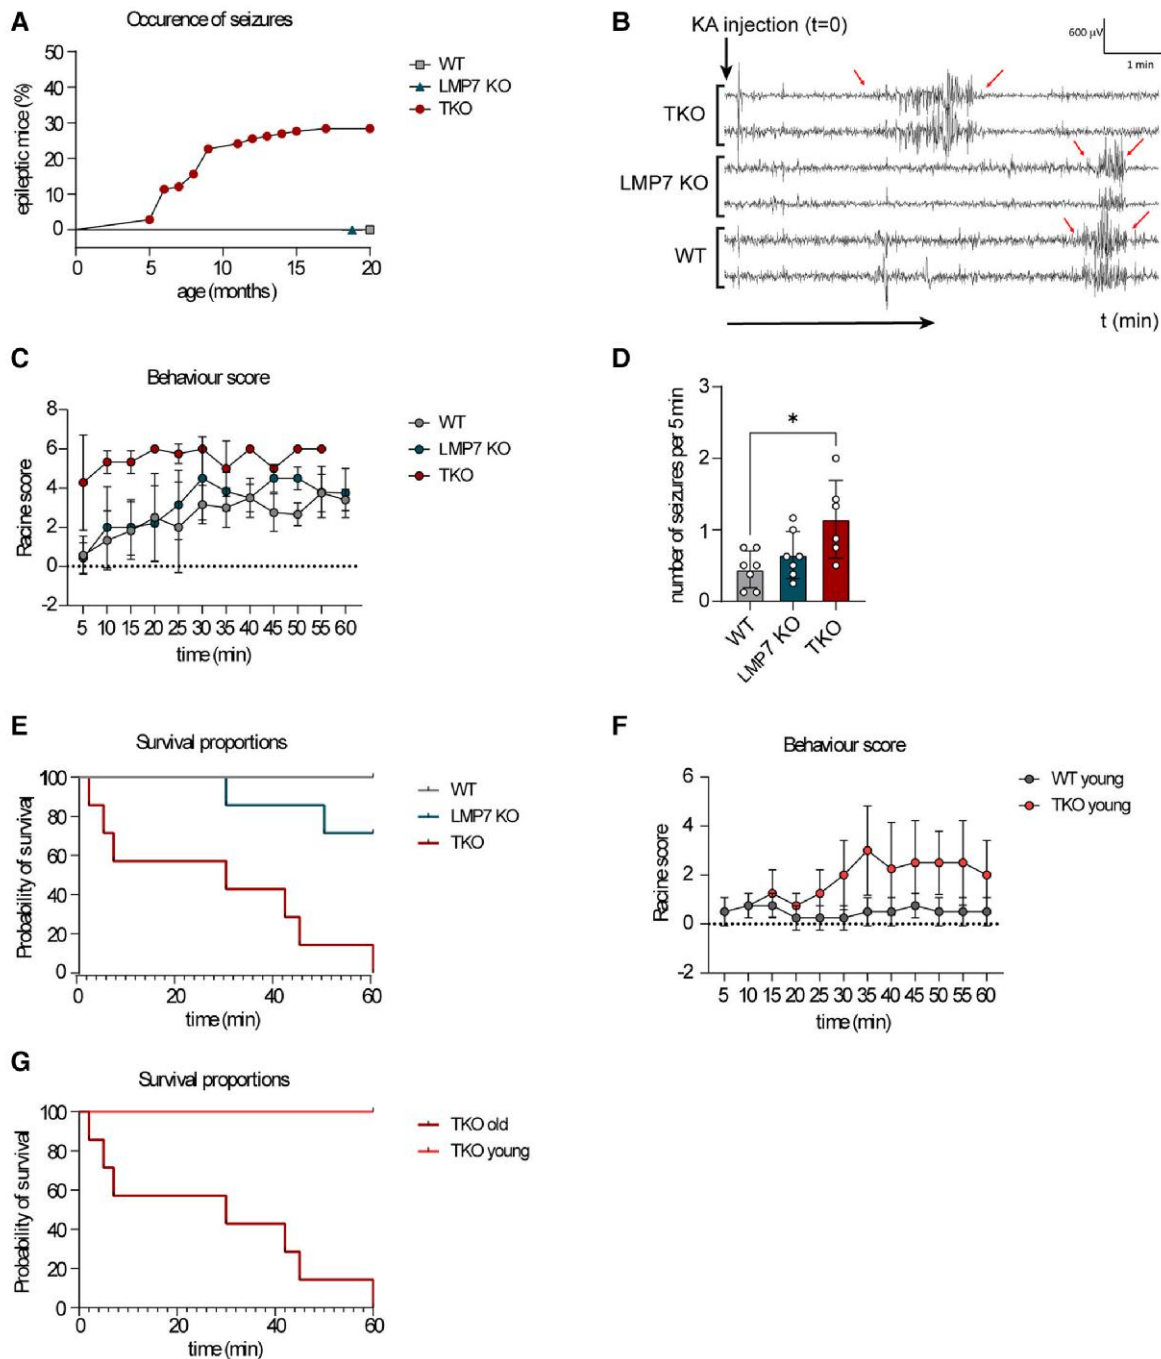 A
Occurence of seizures
epileptic mice (%)
50
40
30
20
10
0
0 5 10 15 20
age (months)
WT
LMP7 KO
TKO
B
KA injection (t=0)
600 µV
1 min
TKO
LMP7 KO
WT
t (min)
C
Behaviour score
Racine score
8
6
4
2
0
-2
5 10 15 20 25 30 35 40 45 50 55 60
time (min)
WT
LMP7 KO
TKO
D
number of seizures per 5 min
3
2
1
0
*
WT
LMP7 KO
TKO
E
Survival proportions
Probability of survival
100
80
60
40
20
0
0 20 40 60
time (min)
WT
LMP7 KO
TKO
F
Behaviour score
Racine score
6
4
2
0
-2
5 10 15 20 25 30 35 40 45 50 55 60
time (min)
WT young
TKO young
G
Survival proportions
Probability of survival
100
80
60
40
20
0
0 20 40 60
time (min)
TKO old
TKO young